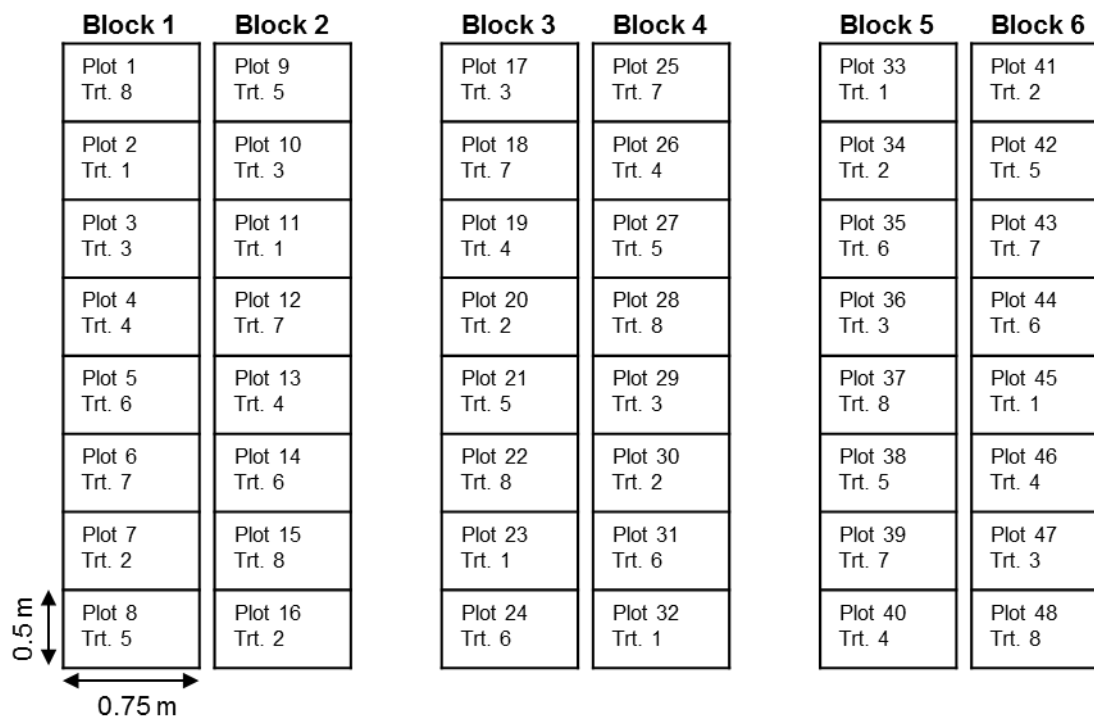 Block 1
Block 2
Block 3
Block 4
Block 5
Block 6
Plot 1
Trt. 8
Plot 2
Trt. 1
Plot 3
Trt. 3
Plot 4
Trt. 4
Plot 5
Trt. 6
Plot 6
Trt. 7
Plot 7
Trt. 2
Plot 8
Trt. 5
Plot 9
Trt. 5
Plot 10
Trt. 3
Plot 11
Trt. 1
Plot 12
Trt. 7
Plot 13
Trt. 4
Plot 14
Trt. 6
Plot 15
Trt. 8
Plot 16
Trt. 2
Plot 17
Trt. 3
Plot 18
Trt. 7
Plot 19
Trt. 4
Plot 20
Trt. 2
Plot 21
Trt. 5
Plot 22
Trt. 8
Plot 23
Trt. 1
Plot 24
Trt. 6
Plot 25
Trt. 7
Plot 26
Trt. 4
Plot 27
Trt. 5
Plot 28
Trt. 8
Plot 29
Trt. 3
Plot 30
Trt. 2
Plot 31
Trt. 6
Plot 32
Trt. 1
Plot 33
Trt. 1
Plot 34
Trt. 2
Plot 35
Trt. 6
Plot 36
Trt. 3
Plot 37
Trt. 8
Plot 38
Trt. 5
Plot 39
Trt. 7
Plot 40
Trt. 4
Plot 41
Trt. 2
Plot 42
Trt. 5
Plot 43
Trt. 7
Plot 44
Trt. 6
Plot 45
Trt. 1
Plot 46
Trt. 4
Plot 47
Trt. 3
Plot 48
Trt. 8
0.5 m
0.75 m